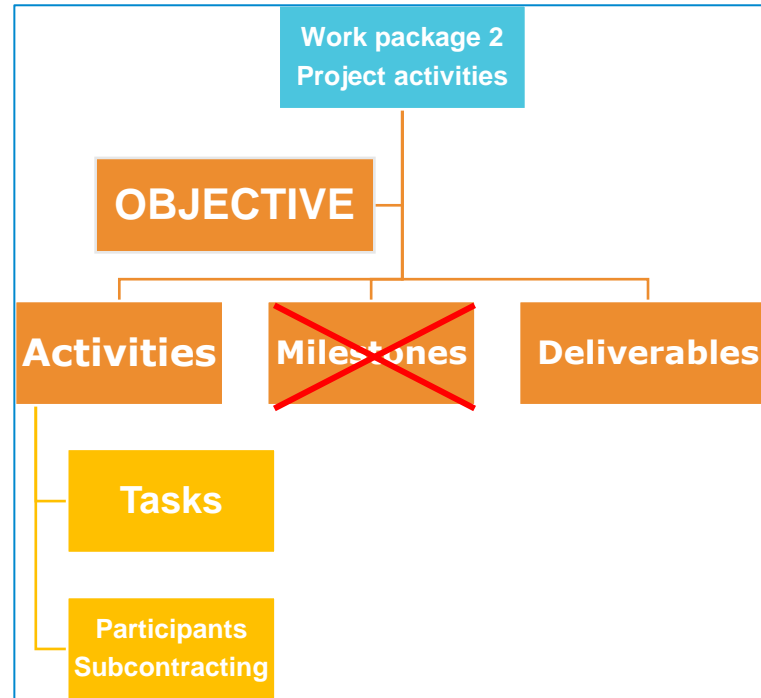 Work package 2
Project activities
OBJECTIVE
Activities
Milestones
Deliverables
Tasks
Participants
Subcontracting